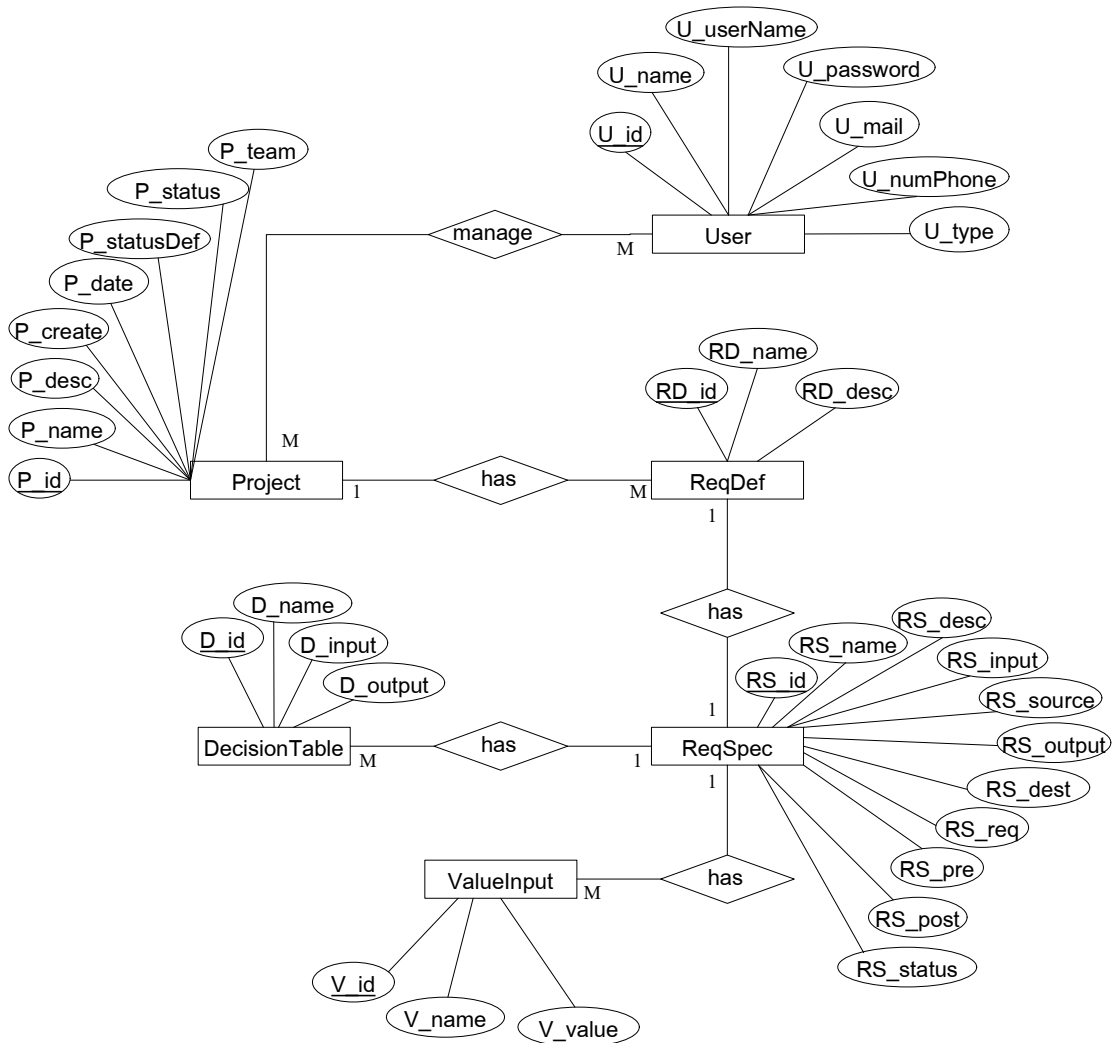 U_userName
U_name
U_password
U_id
U_mail
P_team
U_numPhone
P_status
manage
M
User
U_type
P_statusDef
P_date
P_create
RD_name
P_desc
RD_id
RD_desc
P_name
M
P_id
Project
1
has
M
ReqDef
1
D_name
has
RS_desc
D_id
RS_name
D_input
RS_input
RS_id
D_output
RS_source
1
DecisionTable
M
has
1
ReqSpec
RS_output
1
RS_dest
RS_req
RS_pre
ValueInput
M
has
RS_post
RS_status
V_id
V_name
V_value